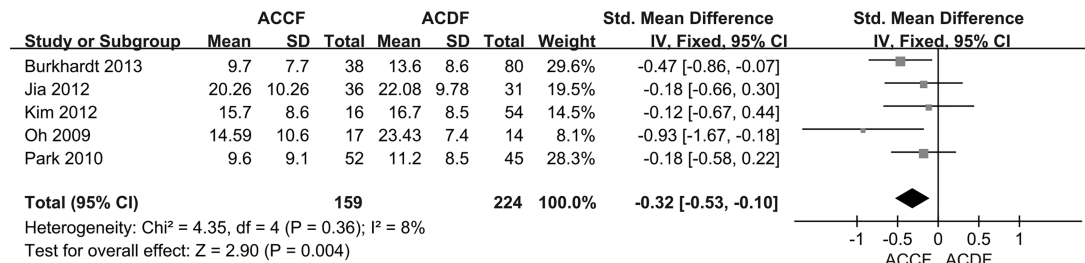 ACCF ACDF Std. Mean Difference Std. Mean Difference
Study or Subgroup Mean SD Total Mean SD Total Weight IV, Fixed, 95% CI IV, Fixed, 95% CI
Burkhardt 2013 9.7 7.7 38 13.6 8.6 80 29.6% -0.47 [-0.86, -0.07]
Jia 2012 20.26 10.26 36 22.08 9.78 31 19.5% -0.18 [-0.66, 0.30]
Kim 2012 15.7 8.6 16 16.7 8.5 54 14.5% -0.12 [-0.67, 0.44]
Oh 2009 14.59 10.6 17 23.43 7.4 14 8.1% -0.93 [-1.67, -0.18]
Park 2010 9.6 9.1 52 11.2 8.5 45 28.3% -0.18 [-0.58, 0.22]
Total (95% CI) 159 224 100.0% -0.32 [-0.53, -0.10]
Heterogeneity: Chi² = 4.35, df = 4 (P = 0.36); I² = 8%
Test for overall effect: Z = 2.90 (P = 0.004)
-1 -0.5 0 0.5 1
ACCF ACDF